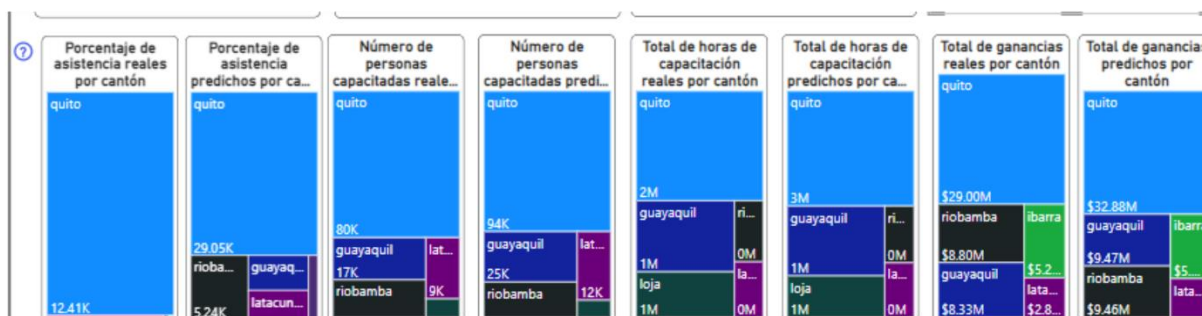 ?
Porcentaje de
asistencia reales
por cantón
quito
12.41K
Porcentaje de
asistencia
predichos por ca...
quito
29.05K
rioba...
5.24K
guayaq...
latacun...
Número de
personas
capacitadas reale...
quito
80K
guayaquil
17K
lat...
9K
riobamba
Número de
personas
capacitadas predi...
quito
94K
guayaquil
25K
lat...
12K
riobamba
Total de horas de
capacitación
reales por cantón
quito
2M
guayaquil
1M
ri...
0M
loja
1M
la...
0M
Total de horas de
capacitación
predichos por ca...
quito
3M
guayaquil
1M
ri...
0M
loja
1M
la...
0M
Total de ganancias
reales por cantón
quito
$29.00M
riobamba
$8.80M
ibarra
$5.2...
guayaquil
$8.33M
lata...
$2.8...
Total de ganancias
predichos por
cantón
quito
$32.88M
guayaquil
$9.47M
ibarra
$5....
riobamba
$9.46M
lata...